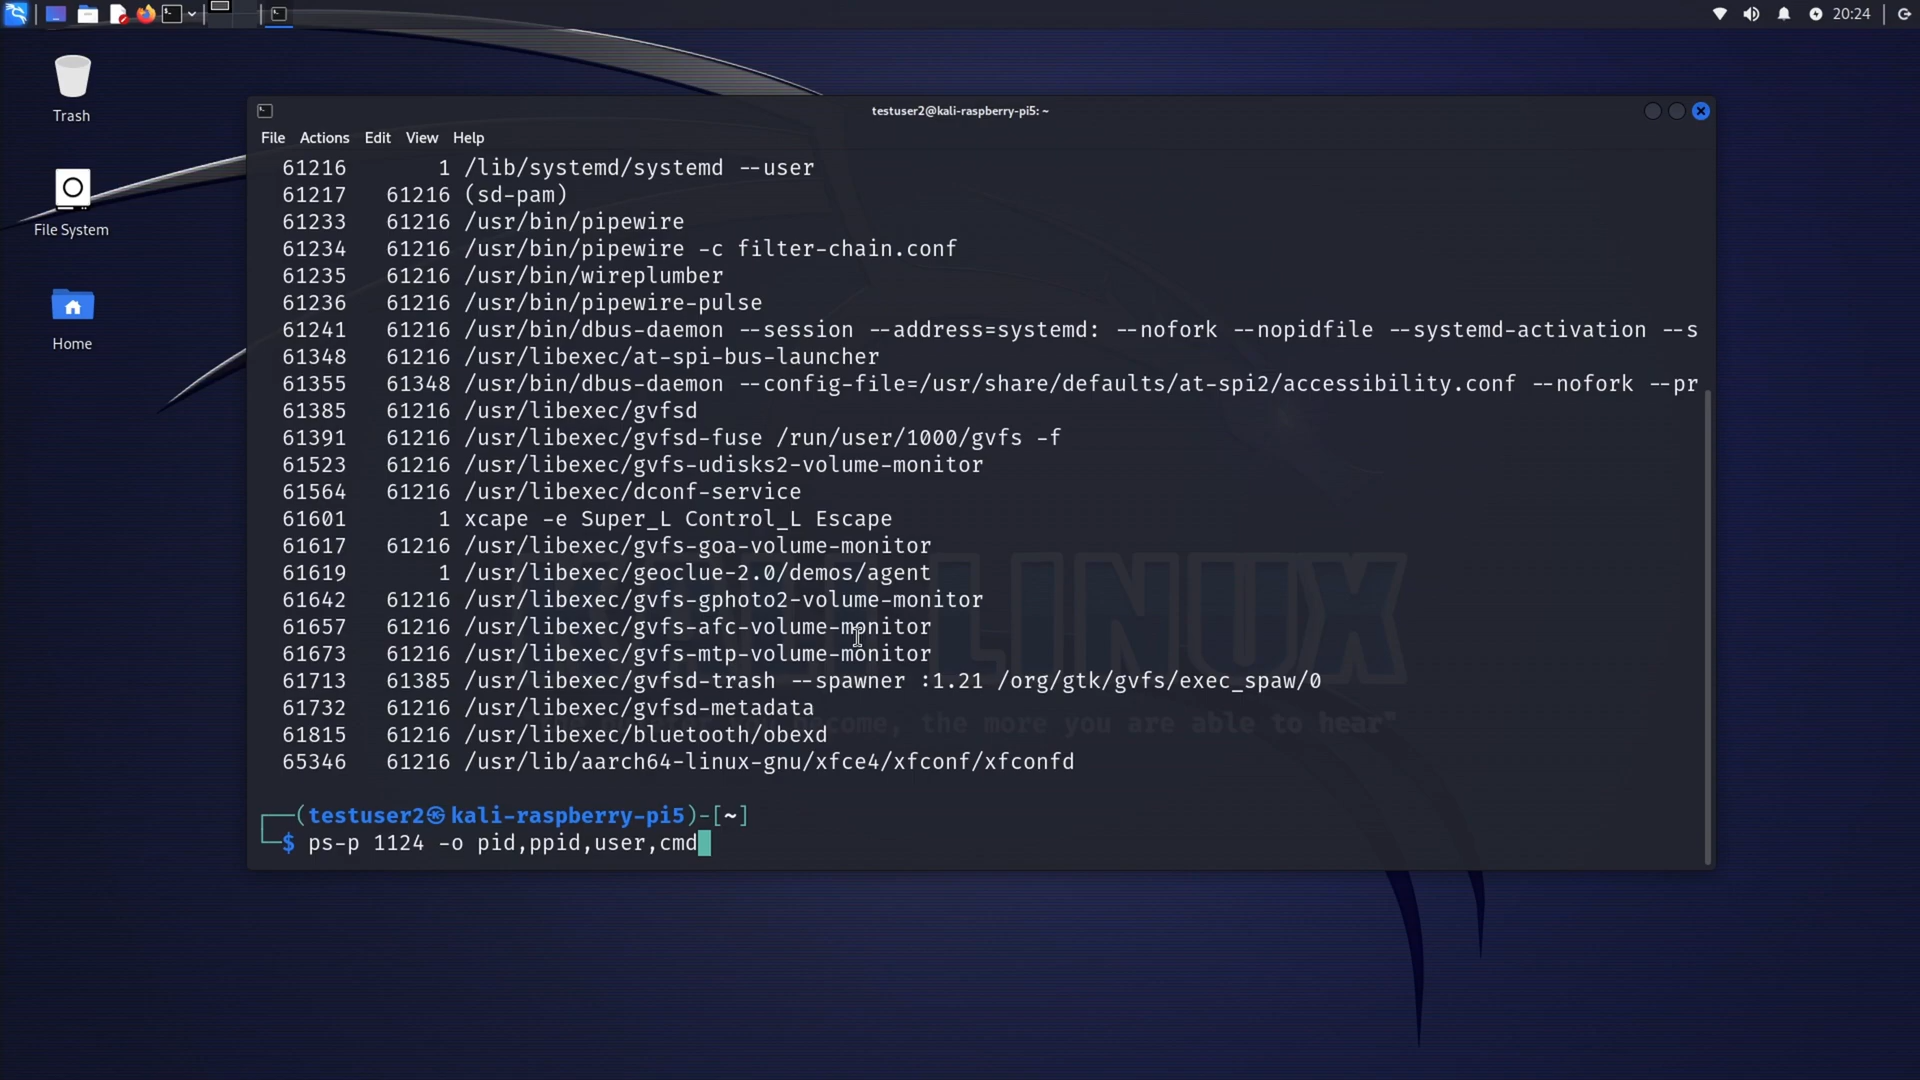 20:24
Trash
File System
Home
testuser2@kali-raspberry-pi5: ~
File Actions Edit View Help
61216 1 /lib/systemd/systemd --user
61217 61216 (sd-pam)
61233 61216 /usr/bin/pipewire
61234 61216 /usr/bin/pipewire -c filter-chain.conf
61235 61216 /usr/bin/wireplumber
61236 61216 /usr/bin/pipewire-pulse
61241 61216 /usr/bin/dbus-daemon --session --address=systemd: --nofork --nopidfile --systemd-activation --s
61348 61216 /usr/libexec/at-spi-bus-launcher
61355 61348 /usr/bin/dbus-daemon --config-file=/usr/share/defaults/at-spi2/accessibility.conf --nofork --pr
61385 61216 /usr/libexec/gvfsd
61391 61216 /usr/libexec/gvfsd-fuse /run/user/1000/gvfs -f
61523 61216 /usr/libexec/gvfs-udisks2-volume-monitor
61564 61216 /usr/libexec/dconf-service
61601 1 xcape -e Super_L Control_L Escape
61617 61216 /usr/libexec/gvfs-goa-volume-monitor
61619 1 /usr/libexec/geoclue-2.0/demos/agent
61642 61216 /usr/libexec/gvfs-gphoto2-volume-monitor
61657 61216 /usr/libexec/gvfs-afc-volume-monitor
61673 61216 /usr/libexec/gvfs-mtp-volume-monitor
61713 61385 /usr/libexec/gvfsd-trash --spawner :1.21 /org/gtk/gvfs/exec_spaw/0
61732 61216 /usr/libexec/gvfsd-metadata
61815 61216 /usr/libexec/bluetooth/obexd
65346 61216 /usr/lib/aarch64-linux-gnu/xfce4/xfconf/xfconfd
LINUX
become, the more you are able to hear"
┌──(testuser2㉿kali-raspberry-pi5)-[~]
└─$ ps-p 1124 -o pid,ppid,user,cmd